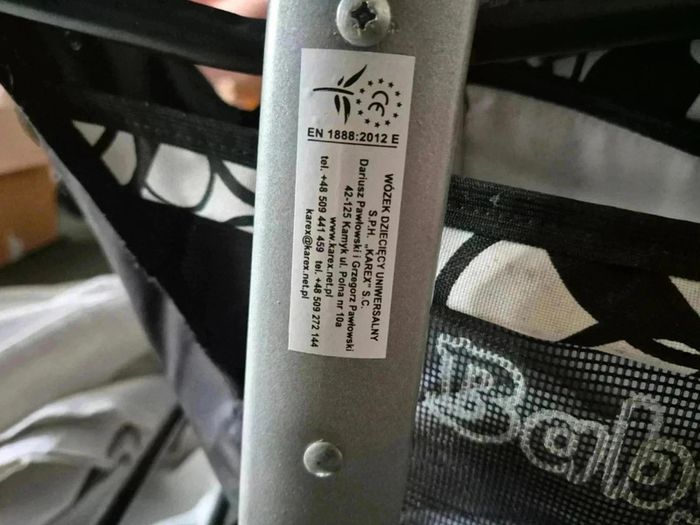 CE
EN 1888:2012 E
WÓZEK DZIECIĘCY UNIWERSALNY
S.P.H. „KAREX" S.C.
Dariusz Pawłowski i Grzegorz Pawłowski
42-125 Kamyk ul. Polna nr 10a
www.karex.net.pl
karex@karex.net.pl
tel. +48 509 441 459 tel. +48 509 272 144
Bab